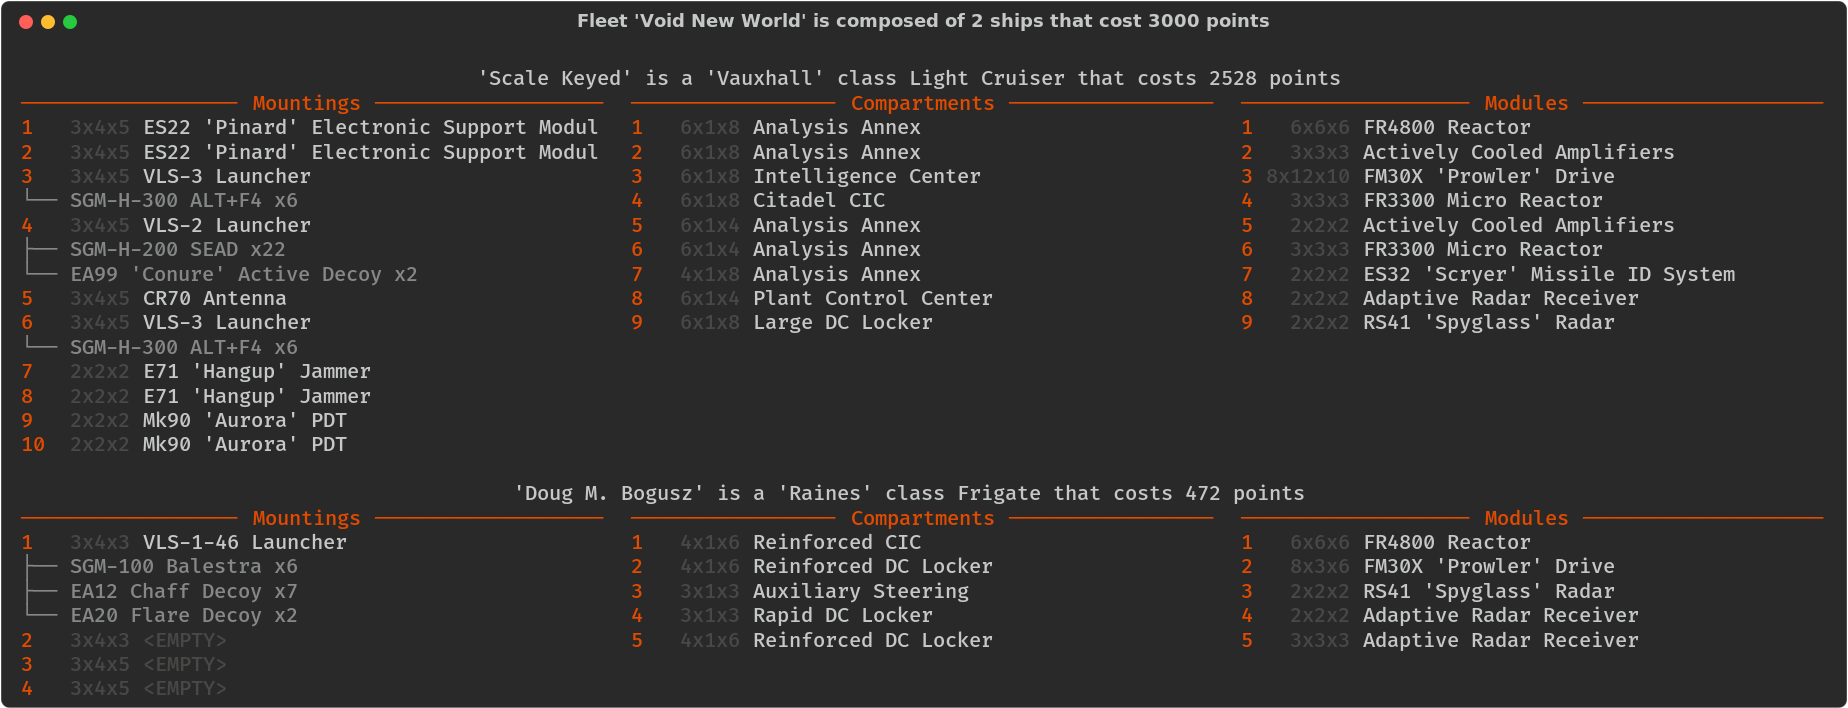 Fleet 'Void New World' is composed of 2 ships that cost 3000 points
'Scale Keyed' is a 'Vauxhall' class Light Cruiser that costs 2528 points
Mountings Compartments Modules
1 3x4x5 ES22 'Pinard' Electronic Support Modul 1 6x1x8 Analysis Annex 1 6x6x6 FR4800 Reactor
2 3x4x5 ES22 'Pinard' Electronic Support Modul 2 6x1x8 Analysis Annex 2 3x3x3 Actively Cooled Amplifiers
3 3x4x5 VLS-3 Launcher 3 6x1x8 Intelligence Center 3 8x12x10 FM30X 'Prowler' Drive
SGM-H-300 ALT+F4 x6 4 6x1x8 Citadel CIC 4 3x3x3 FR3300 Micro Reactor
4 3x4x5 VLS-2 Launcher 5 6x1x4 Analysis Annex 5 2x2x2 Actively Cooled Amplifiers
SGM-H-200 SEAD x22 6 6x1x4 Analysis Annex 6 3x3x3 FR3300 Micro Reactor
EA99 'Conure' Active Decoy x2 7 4x1x8 Analysis Annex 7 2x2x2 ES32 'Scryer' Missile ID System
5 3x4x5 CR70 Antenna 8 6x1x4 Plant Control Center 8 2x2x2 Adaptive Radar Receiver
6 3x4x5 VLS-3 Launcher 9 6x1x8 Large DC Locker 9 2x2x2 RS41 'Spyglass' Radar
SGM-H-300 ALT+F4 x6
7 2x2x2 E71 'Hangup' Jammer
8 2x2x2 E71 'Hangup' Jammer
9 2x2x2 Mk90 'Aurora' PDT
10 2x2x2 Mk90 'Aurora' PDT
'Doug M. Bogusz' is a 'Raines' class Frigate that costs 472 points
Mountings Compartments Modules
1 3x4x3 VLS-1-46 Launcher 1 4x1x6 Reinforced CIC 1 6x6x6 FR4800 Reactor
SGM-100 Balestra x6 2 4x1x6 Reinforced DC Locker 2 8x3x6 FM30X 'Prowler' Drive
EA12 Chaff Decoy x7 3 3x1x3 Auxiliary Steering 3 2x2x2 RS41 'Spyglass' Radar
EA20 Flare Decoy x2 4 3x1x3 Rapid DC Locker 4 2x2x2 Adaptive Radar Receiver
2 3x4x3 <EMPTY> 5 4x1x6 Reinforced DC Locker 5 3x3x3 Adaptive Radar Receiver
3 3x4x5 <EMPTY>
4 3x4x5 <EMPTY>